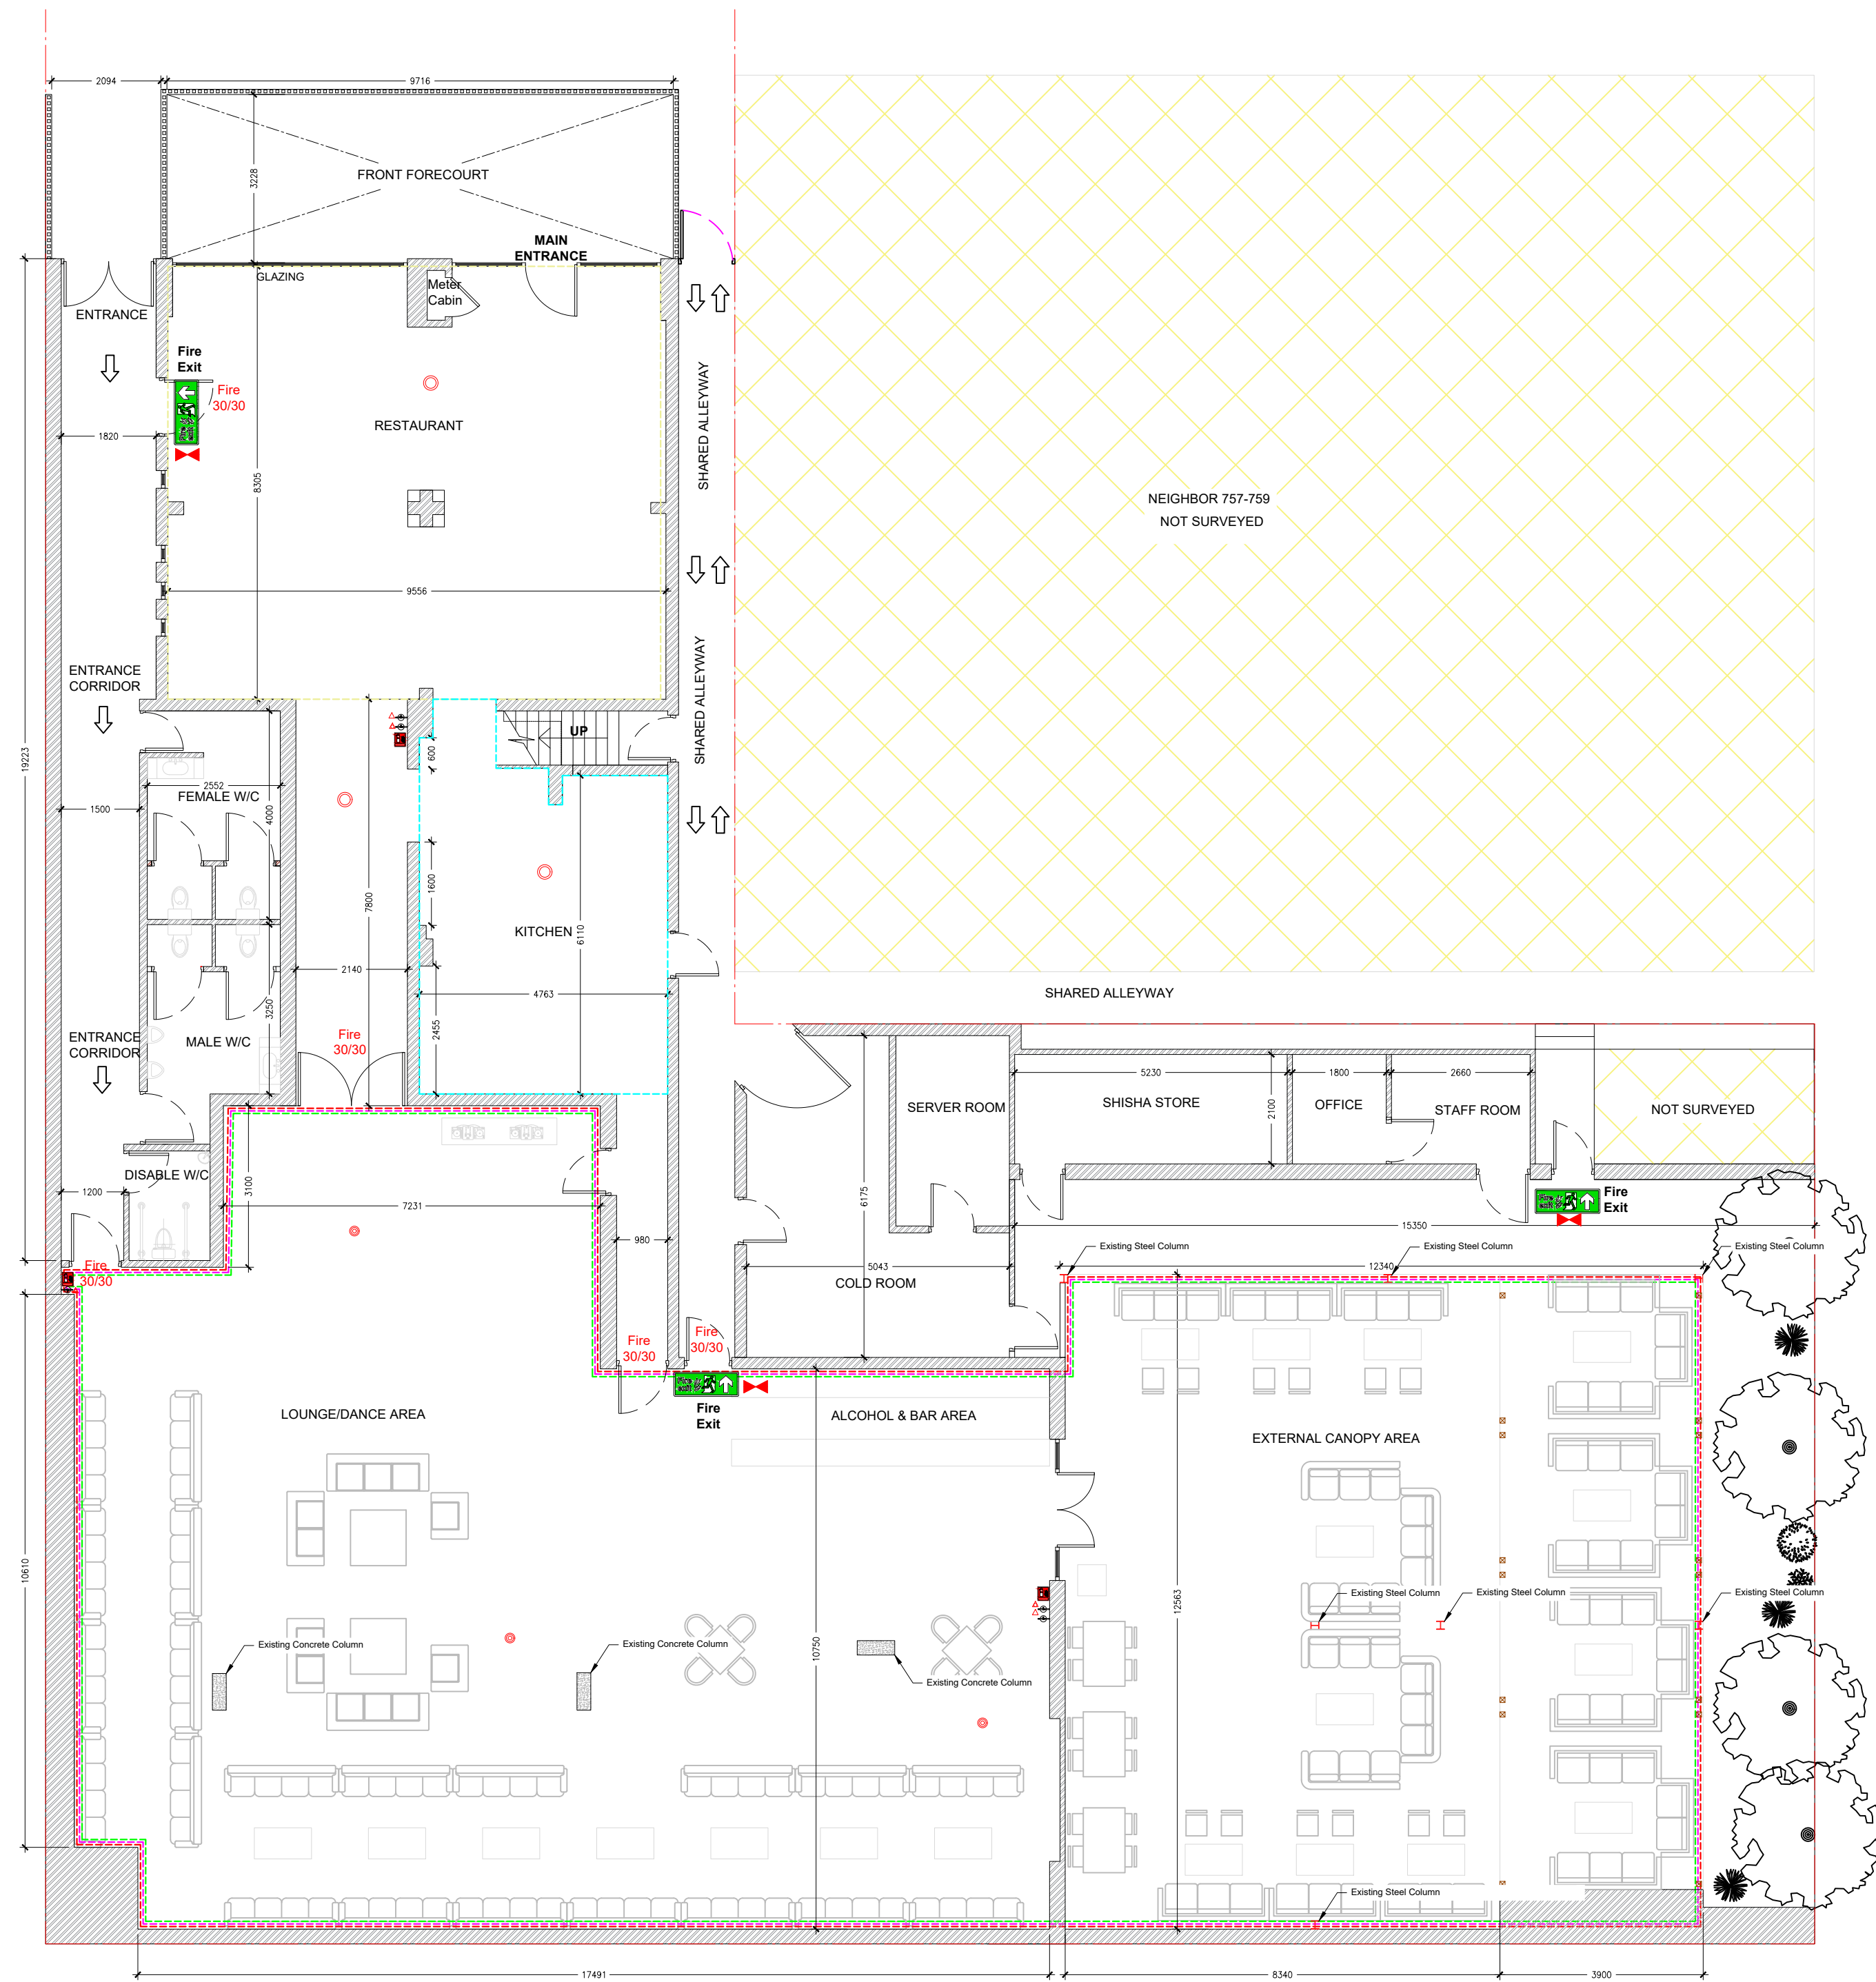 2094
9716
3228
FRONT FORECOURT
MAIN
ENTRANCE
GLAZING
Meter
Cabin
ENTRANCE
Fire
Exit
Fire
30/30
Fire
exit
RESTAURANT
1820
8305
SHARED ALLEYWAY
NEIGHBOR 757-759
NOT SURVEYED
9556
19223
ENTRANCE
CORRIDOR
SHARED ALLEYWAY
UP
600
2552
FEMALE W/C
4000
1500
1600
7800
KITCHEN
6110
2140
4763
SHARED ALLEYWAY
3250
2455
Fire
30/30
ENTRANCE
CORRIDOR
MALE W/C
5230
1800
2660
SERVER ROOM
SHISHA STORE
2100
OFFICE
STAFF ROOM
NOT SURVEYED
DISABLE W/C
1200
3100
7231
6175
Fire
exit
Fire
Exit
15350
980
Existing Steel Column
Existing Steel Column
Existing Steel Column
Fire
30/30
5043
12340
COLD ROOM
Fire
30/30
Fire
30/30
Fire
exit
Fire
Exit
LOUNGE/DANCE AREA
ALCOHOL & BAR AREA
EXTERNAL CANOPY AREA
10610
12563
Existing Steel Column
Existing Steel Column
Existing Steel Column
Existing Concrete Column
Existing Concrete Column
10750
Existing Concrete Column
Existing Steel Column
17491
8340
3900